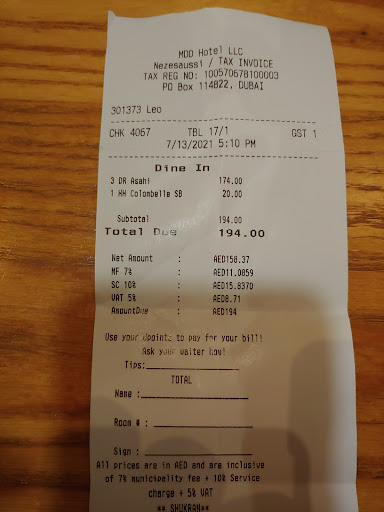 MDD Hotel LLC
Nezesaussi / TAX INVOICE
TAX REG NO: 100570678100003
PO Box 114822, DUBAI
301373 Leo
CHK 4067 TBL 17/1 GST 1
7/13/2021 5:10 PM
Dine In
3 DR Asahi 174.00
1 HH Colombelle SB 20.00
Subtotal 194.00
Total Due 194.00
Net Amount : AED158.37
MF 7% : AED11.0859
SC 10% : AED15.8370
VAT 5% : AED8.71
AmountDue : AED194
Use your Upoints to pay for your bill!
Ask your waiter how!
Tips:
TOTAL
Name :
Room # :
Sign :
All prices are in AED and are inclusive
of 7% municipality fee + 10% Service
charge + 5% VAT
** SHUKRAN**